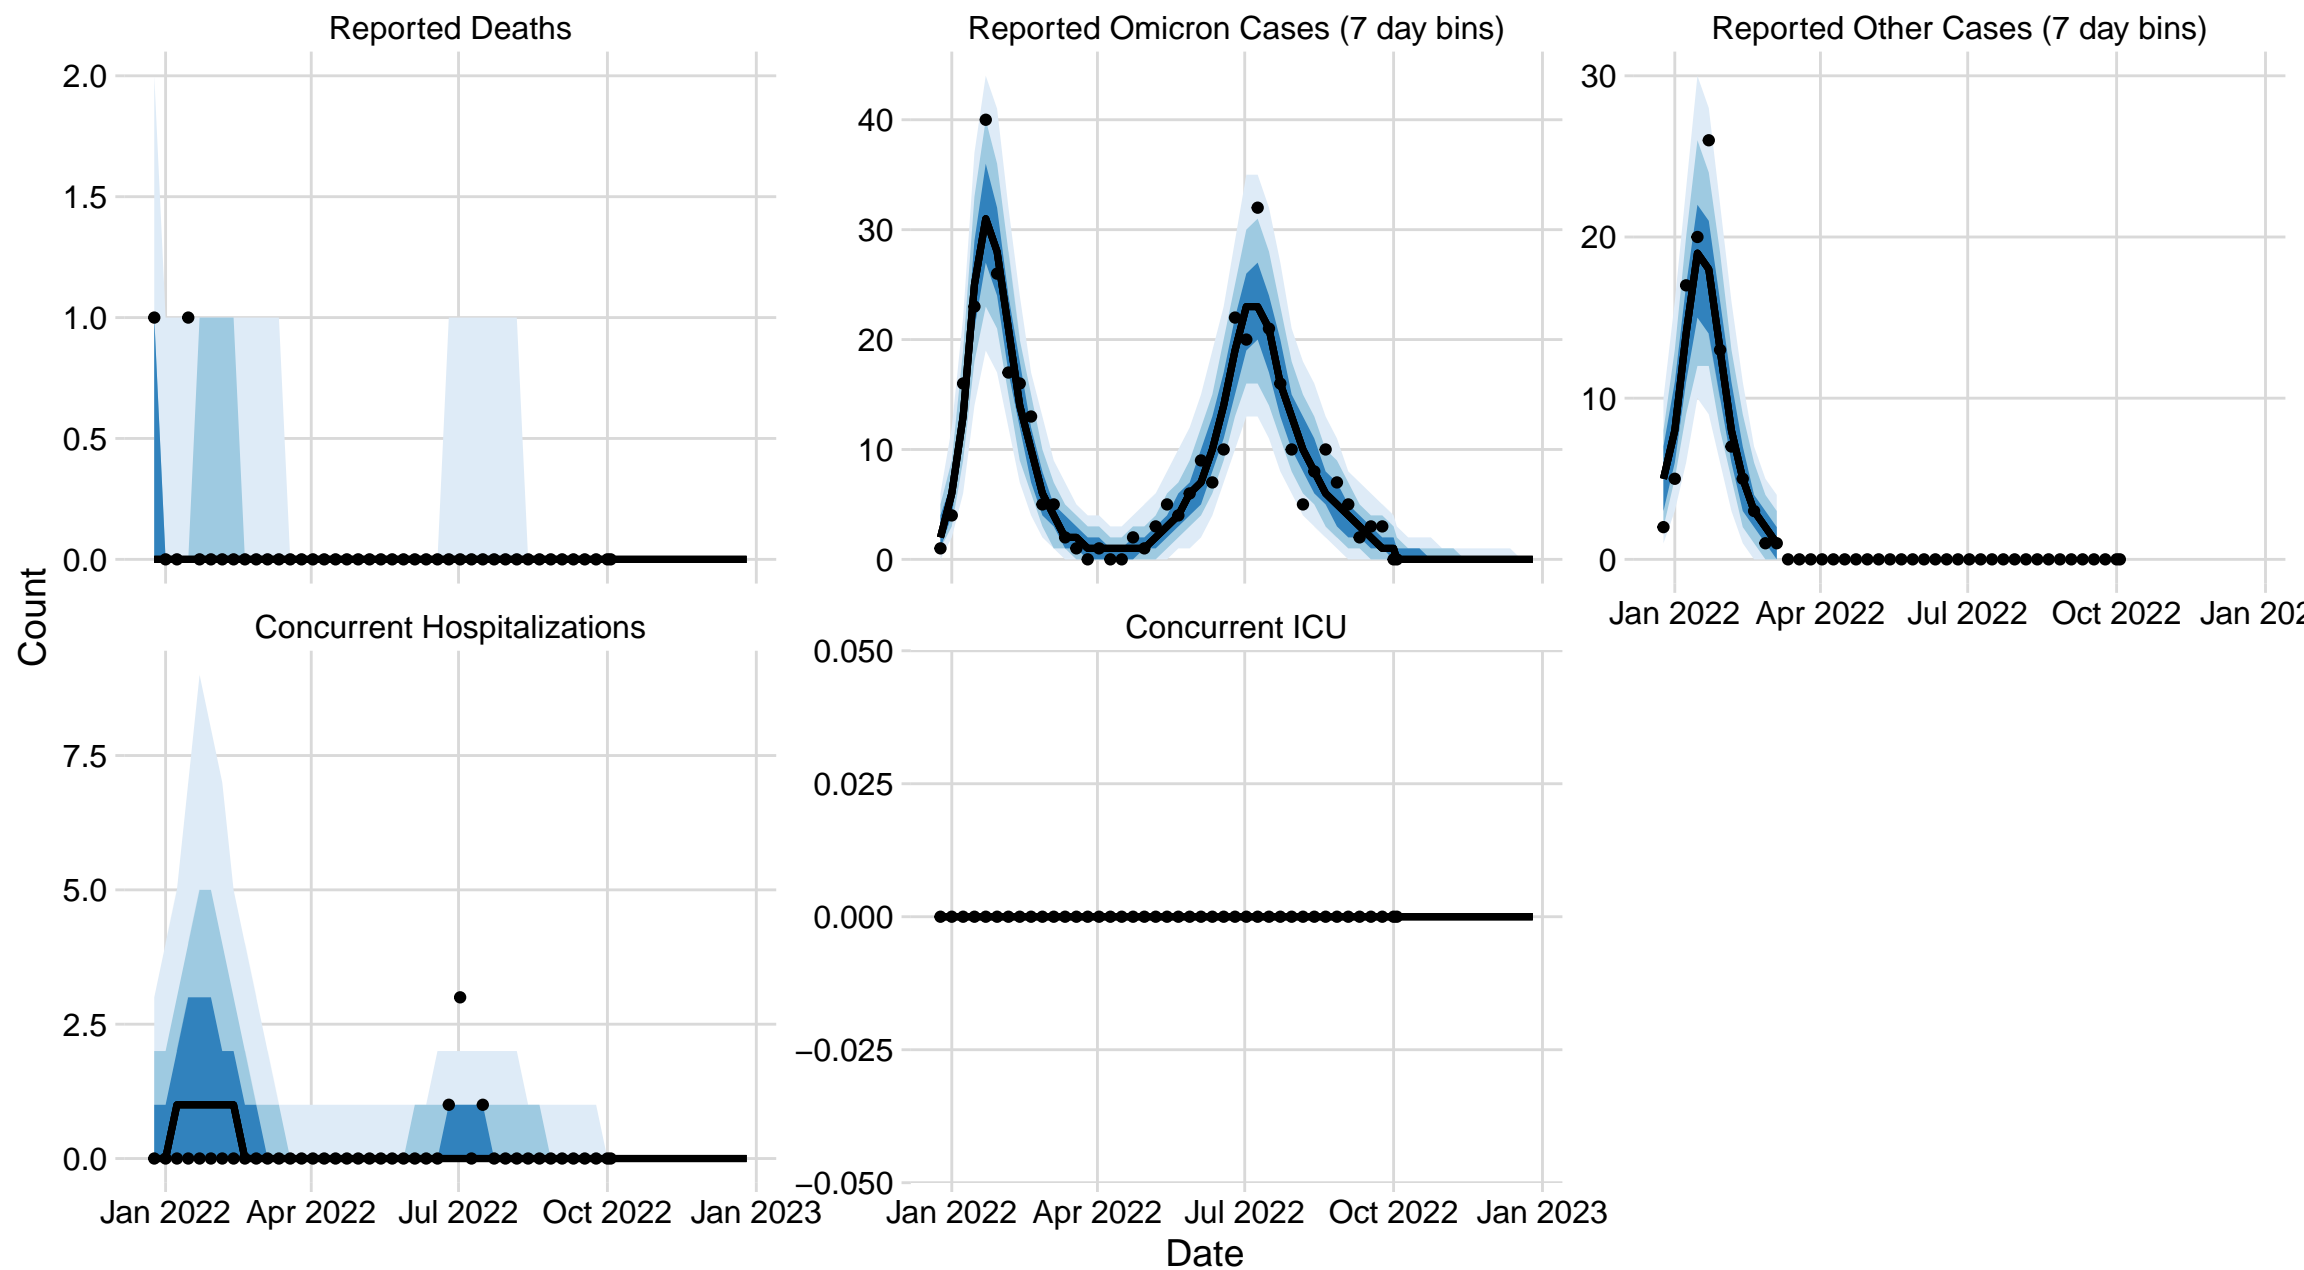 Reported Deaths
Reported Omicron Cases (7 day bins)
Reported Other Cases (7 day bins)
2.0
1.5
1.0
0.5
0.0
40
30
20
10
0
30
20
10
0
Jan 2022 Apr 2022 Jul 2022 Oct 2022 Jan 202
Count
Concurrent Hospitalizations
Concurrent ICU
7.5
5.0
2.5
0.0
0.050
0.025
0.000
−0.025
−0.050
Jan 2022 Apr 2022 Jul 2022 Oct 2022 Jan 2023
Jan 2022 Apr 2022 Jul 2022 Oct 2022 Jan 2023
Date